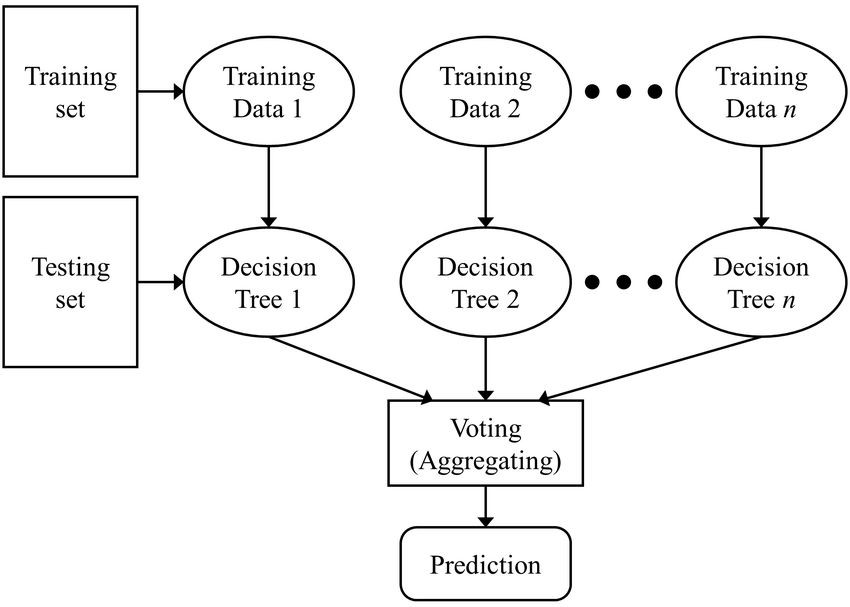 Training
set
Training
Data 1
Training
Data 2
Training
Data n
Testing
set
Decision
Tree 1
Decision
Tree 2
Decision
Tree n
Voting
(Aggregating)
Prediction